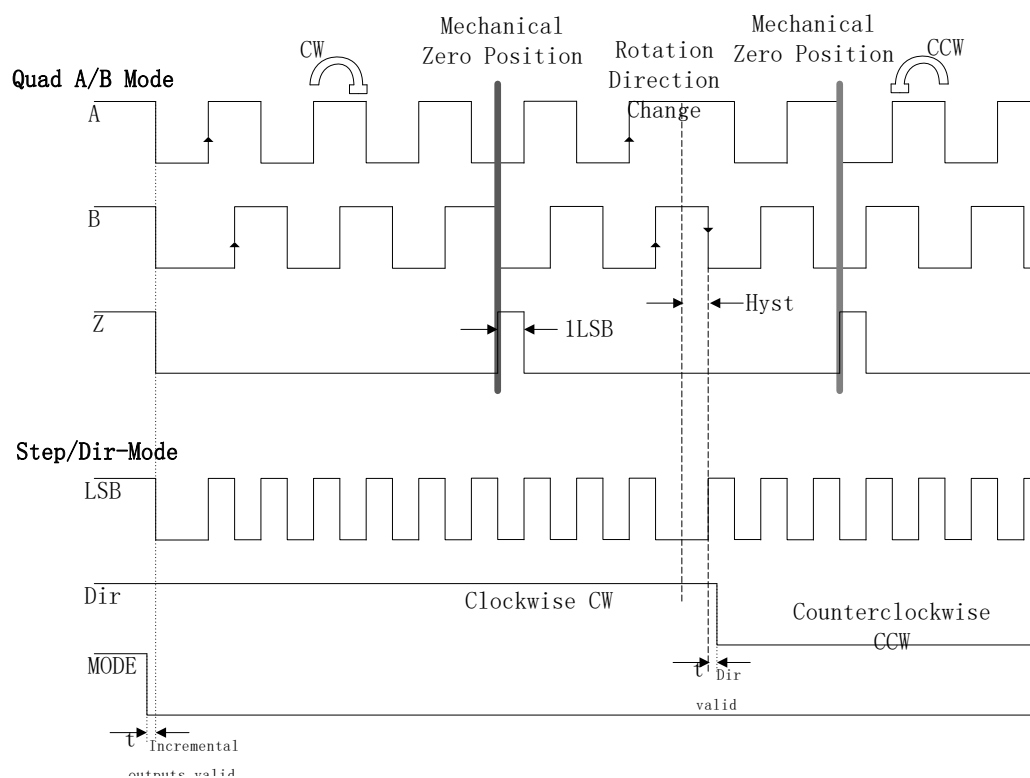 Mechanical
Zero Position
Mechanical
Zero Position
CW
Rotation
Direction
Change
CCW
Quad A/B Mode
A
B
Z
Hyst
1LSB
Step/Dir-Mode
LSB
Dir
Clockwise CW
Counterclockwise
CCW
MODE
t Dir
valid
t Incremental
outputs valid